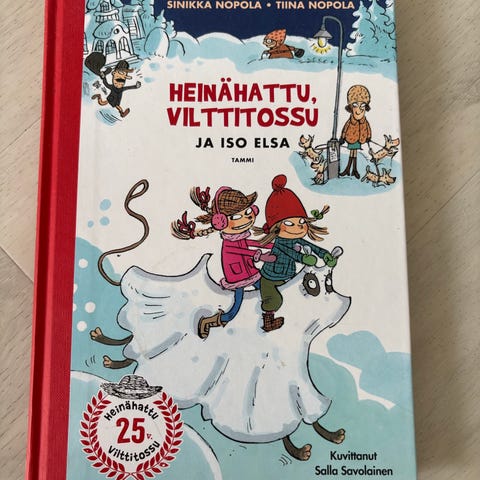 SINIKKA NOPOLA • TIINA NOPOLA
HEINÄHATTU,
VILTTITOSSU
JA ISO ELSA
TAMMI
Heinähattu
25 v.
Vilttitossu
Kuvittanut
Salla Savolainen